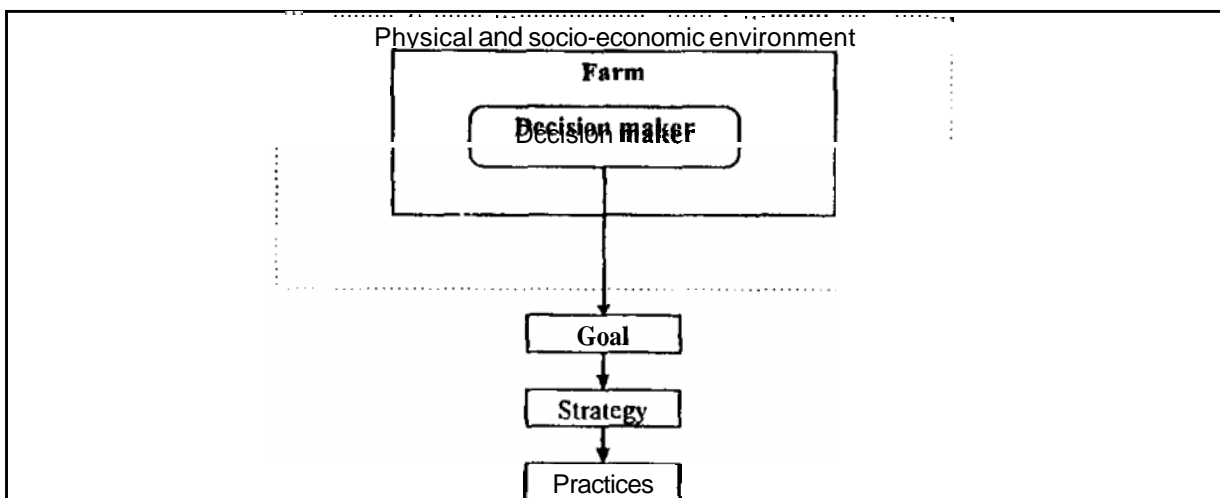 Physical and socio-economic environment
Farm
Decision maker
Goal
Strategy
Practices